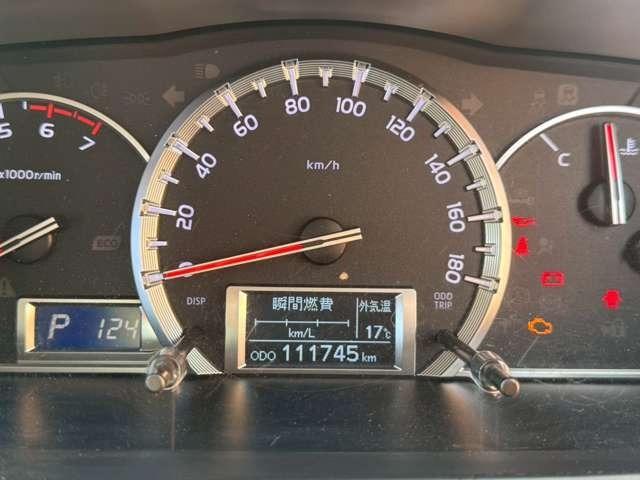 5
6
7
x1000r/min
ECO
P 124
0
20
40
60
80
100
120
140
160
180
km/h
DISP
ODO
TRIP
瞬間燃費
km/L
外気温
17℃
ODO 111745 km
C